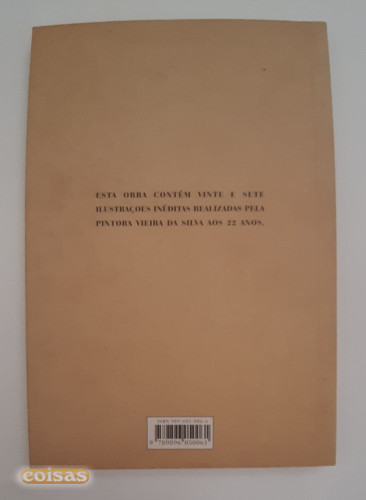 ESTA OBRA CONTÉM VINTE E SETE
ILUSTRAÇÕES INÉDITAS REALIZADAS PELA
PINTORA VIEIRA DA SILVA AOS 22 ANOS.
coisas